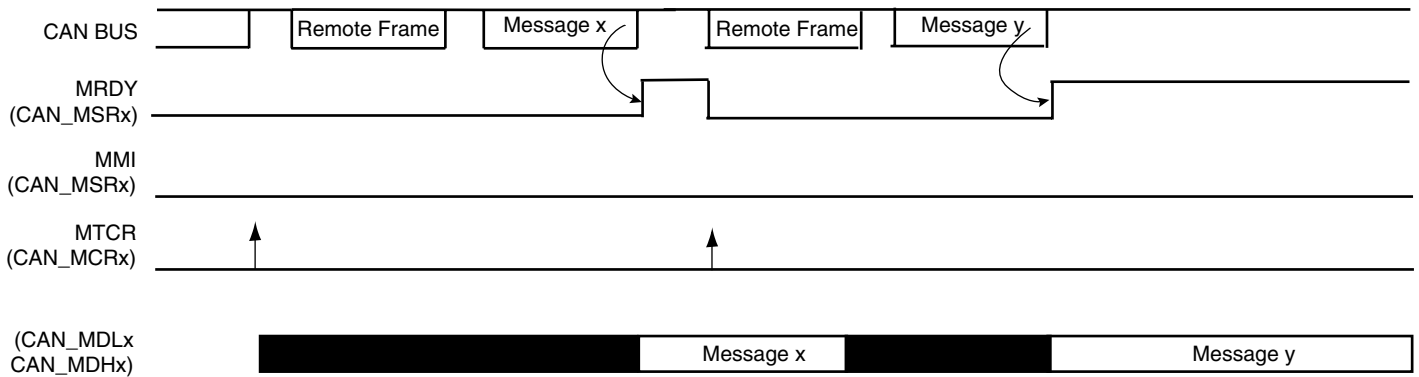 CAN BUS
Remote Frame
Message x
Remote Frame
Message y
MRDY
(CAN_MSRx)
MMI
(CAN_MSRx)
MTCR
(CAN_MCRx)
(CAN_MDLx
CAN_MDHx)
Message x
Message y